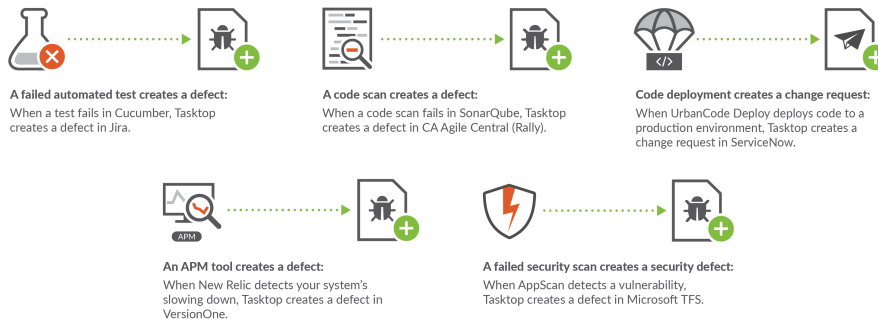 </>
A failed automated test creates a defect:
When a test fails in Cucumber, Tasktop
creates a defect in Jira.
A code scan creates a defect:
When a code scan fails in SonarQube, Tasktop
creates a defect in CA Agile Central (Rally).
Code deployment creates a change request:
When UrbanCode Deploy deploys code to a
production environment, Tasktop creates a
change request in ServiceNow.
APM
An APM tool creates a defect:
When New Relic detects your system's
slowing down, Tasktop creates a defect in
VersionOne.
A failed security scan creates a security defect:
When AppScan detects a vulnerability,
Tasktop creates a defect in Microsoft TFS.